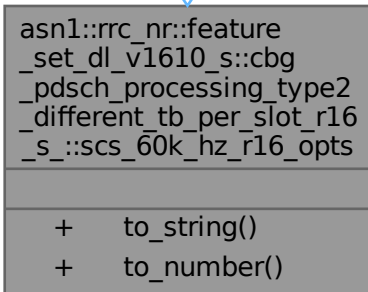 asn1::rrc_nr::feature
_set_dl_v1610_s::cbg
_pdsch_processing_type2
_different_tb_per_slot_r16
_s_::scs_60k_hz_r16_opts
+ to_string()
+ to_number()